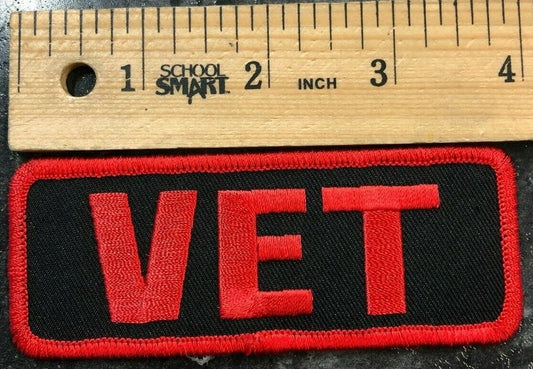 1 SCHOOL SMART. 2 INCH 3 4
VET